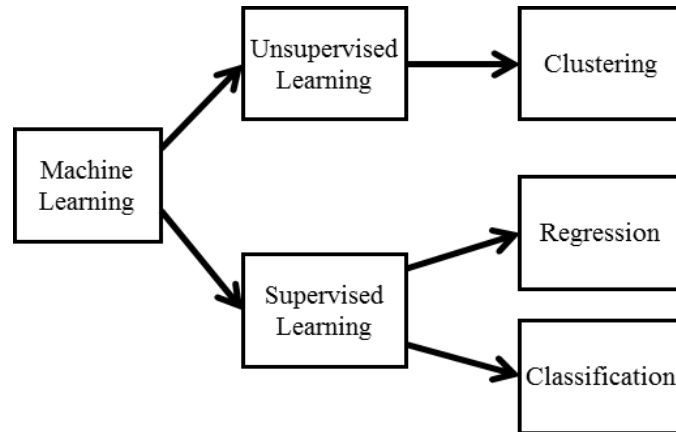 Unsupervised
Learning
Clustering
Machine
Learning
Regression
Supervised
Learning
Classification